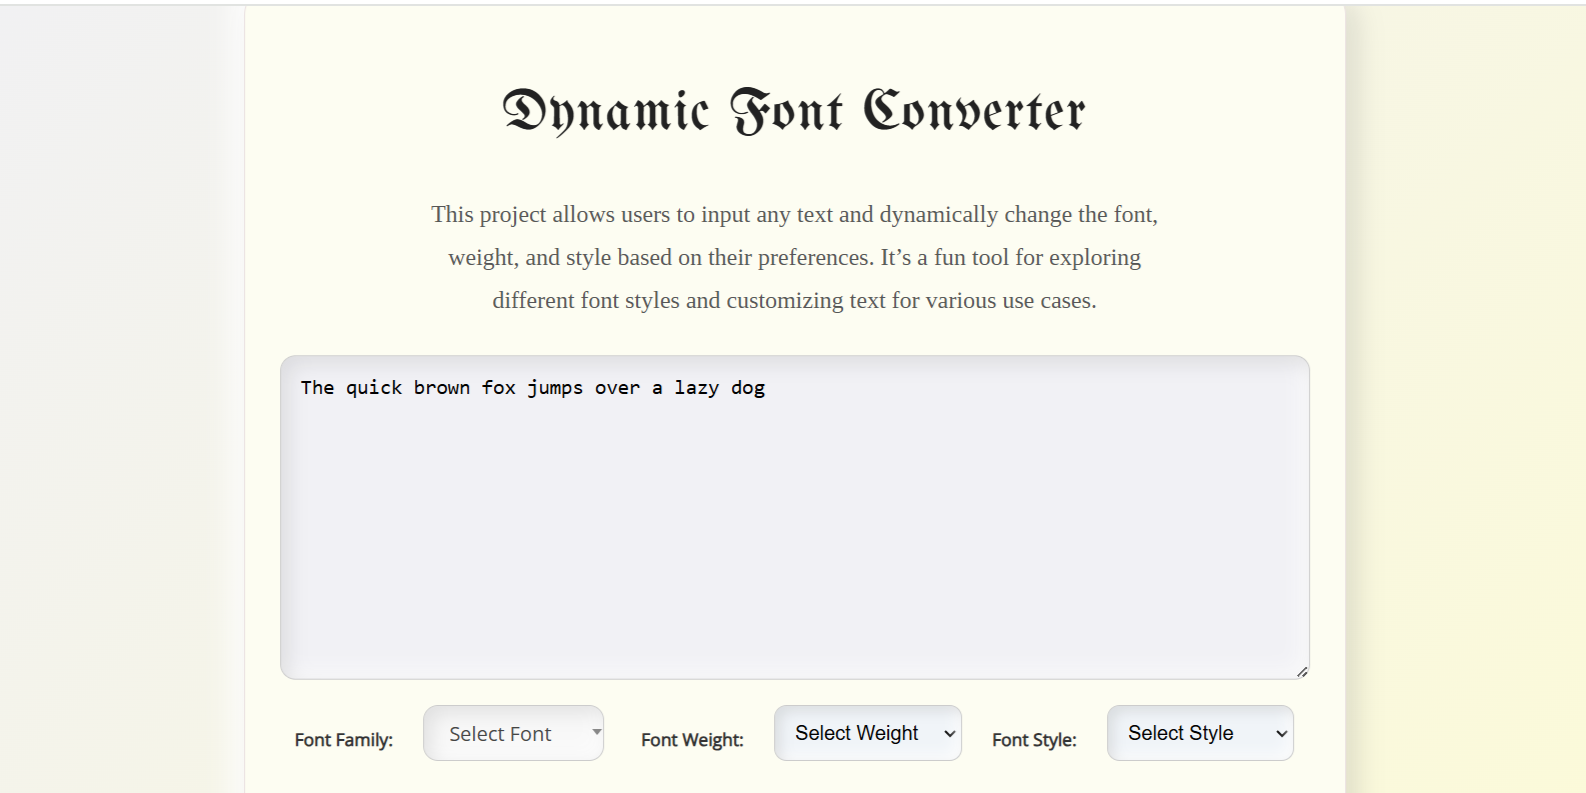 Dynamic Font Converter
This project allows users to input any text and dynamically change the font,
weight, and style based on their preferences. It’s a fun tool for exploring
different font styles and customizing text for various use cases.
The quick brown fox jumps over a lazy dog
Font Family: Select Font Font Weight: Select Weight Font Style: Select Style